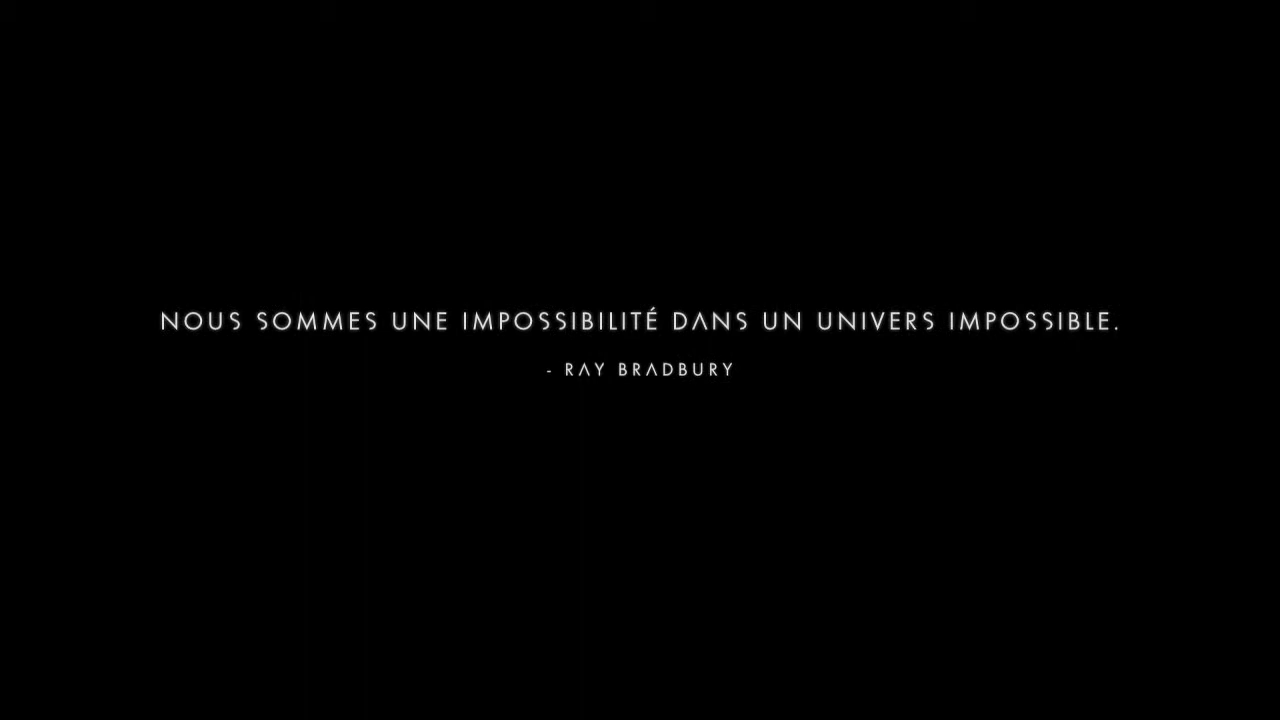 NOUS SOMMES UNE IMPOSSIBILITÉ DANS UN UNIVERS IMPOSSIBLE.
- RAY BRADBURY